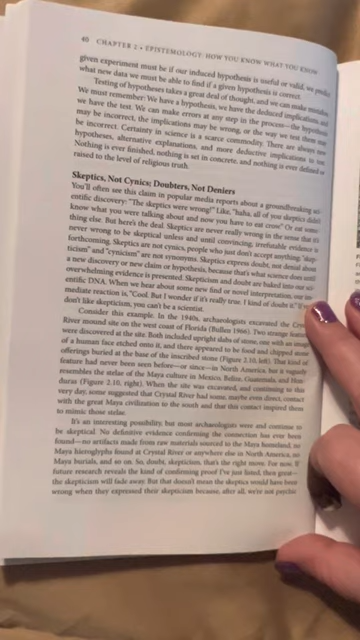 40 CHAPTER 2 • EPISTEMOLOGY: HOW YOU KNOW WHAT YOU KNOW
given experiment must be if our induced hypothesis is useful or valid, we predict
what new data we must be able to find if a given hypothesis is correct.
Testing of hypotheses takes a great deal of thought, and we can make mistakes.
We must remember: We have a hypothesis, we have the deduced implications, and
we have the test. We can make errors at any step in the process—the hypothesis
may be incorrect, the implications may be wrong, or the way we test them may
be incorrect. Certainty in science is a scarce commodity. There are always new
hypotheses, alternative explanations, and more deductive implications to test.
Nothing is ever finished, nothing is set in concrete, and nothing is ever defined or
raised to the level of religious truth.
Skeptics, Not Cynics; Doubters, Not Deniers
You'll often see this claim in popular media reports about a groundbreaking sci-
entific discovery: "The skeptics were wrong!" Like, "haha, all of you skeptics didn't
know what you were talking about and now you have to eat crow." Or eat some-
thing else. But here's the deal. Skeptics are never really wrong in the sense that it's
never wrong to be skeptical unless and until convincing, irrefutable evidence is
forthcoming. Skeptics are not cynics, people who just don't accept anything; "skep-
ticism" and "cynicism" are not synonyms. Skeptics express doubt, not denial about
a new discovery or new claim or hypothesis, because that's what science does until
overwhelming evidence is presented. Skepticism and doubt are baked into our sci-
entific DNA. When we hear about some new find or novel interpretation, our im-
mediate reaction is, "Cool. But I wonder if it's really true. I kind of doubt it." If you
don't like skepticism, you can't be a scientist.
Consider this example. In the 1940s, archaeologists excavated the Crystal
River mound site on the west coast of Florida (Bullen 1966). Two strange features
were discovered at the site. Both included upright slabs of stone, one with an image
of a human face etched onto it, and there appeared to be food and chipped stone
offerings buried at the base of the inscribed stone (Figure 2.10, left). That kind of
feature had never been seen before—or since—in North America, but it vaguely
resembles the stelae of the Maya culture in Mexico, Belize, Guatemala, and Hon-
duras (Figure 2.10, right). When the site was excavated, and continuing to this
very day, some suggested that Crystal River had some, maybe even direct, contact
with the great Maya civilization to the south and that this contact inspired them
to mimic those stelae.
It's an interesting possibility, but most archaeologists were and continue to
be skeptical. No definitive evidence confirming the connection has ever been
found—no artifacts made from raw materials sourced to the Maya homeland, no
Maya hieroglyphs found at Crystal River or anywhere else in North America, no
Maya burials, and so on. So, doubt, skepticism, that's the right move. For now. If
future research reveals the kind of confirming proof I've just listed, then great—
the skepticism will fade away. But that doesn't mean the skeptics would have been
wrong when they expressed their skepticism because, after all, we're not psychic